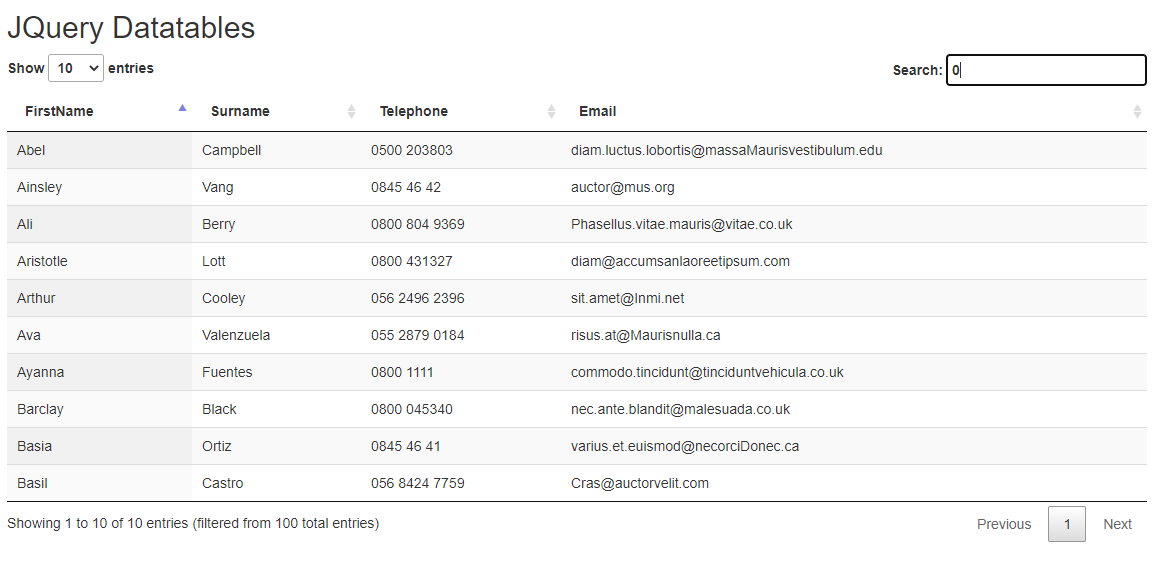 JQuery Datatables
Show 10 entries Search: 0
FirstName Surname Telephone Email
Abel Campbell 0500 203803 diam.luctus.lobortis@massaMaurisvestibulum.edu
Ainsley Vang 0845 46 42 auctor@mus.org
Ali Berry 0800 804 9369 Phasellus.vitae.mauris@vitae.co.uk
Aristotle Lott 0800 431327 diam@accumsanlaoreetipsum.com
Arthur Cooley 056 2496 2396 sit.amet@Inmi.net
Ava Valenzuela 055 2879 0184 risus.at@Maurisnulla.ca
Ayanna Fuentes 0800 1111 commodo.tincidunt@tinciduntvehicula.co.uk
Barclay Black 0800 045340 nec.ante.blandit@malesuada.co.uk
Basia Ortiz 0845 46 41 varius.et.euismod@necorciDonec.ca
Basil Castro 056 8424 7759 Cras@auctorvelit.com
Showing 1 to 10 of 10 entries (filtered from 100 total entries) Previous 1 Next